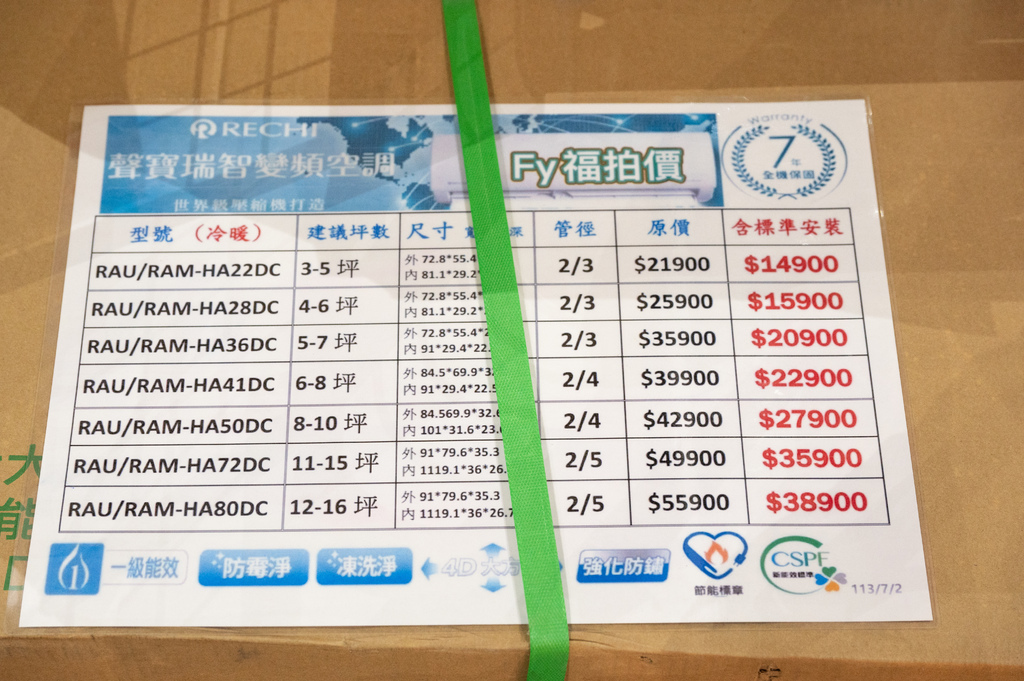 RECHI
聲寶瑞智變頻空調
世界級壓縮機打造
Fy福拍價
Warranty
7年
全機保固
型號 （冷暖） 建議坪數 尺寸 管徑 原價 含標準安裝
RAU/RAM-HA22DC 3-5 坪 外 72.8*55.4 內 81.1*29.2* 2/3 $21900 $14900
RAU/RAM-HA28DC 4-6 坪 外 72.8*55.4* 內 81.1*29.2* 2/3 $25900 $15900
RAU/RAM-HA36DC 5-7 坪 外 72.8*55.4*2 內 91*29.4*22. 2/3 $35900 $20900
RAU/RAM-HA41DC 6-8 坪 外 84.5*69.9*3 內 91*29.4*22.5 2/4 $39900 $22900
RAU/RAM-HA50DC 8-10 坪 外 84.569.9*32.6 內 101*31.6*23. 2/4 $42900 $27900
RAU/RAM-HA72DC 11-15 坪 外 91*79.6*35.3 內 1119.1*36*26. 2/5 $49900 $35900
RAU/RAM-HA80DC 12-16 坪 外 91*79.6*35.3 內 1119.1*36*26.7 2/5 $55900 $38900
1 一級能效 防霉淨 凍洗淨 4D 大方 強化防鏽
節能標章
CSPF
新能效標準
113/7/2
大
能